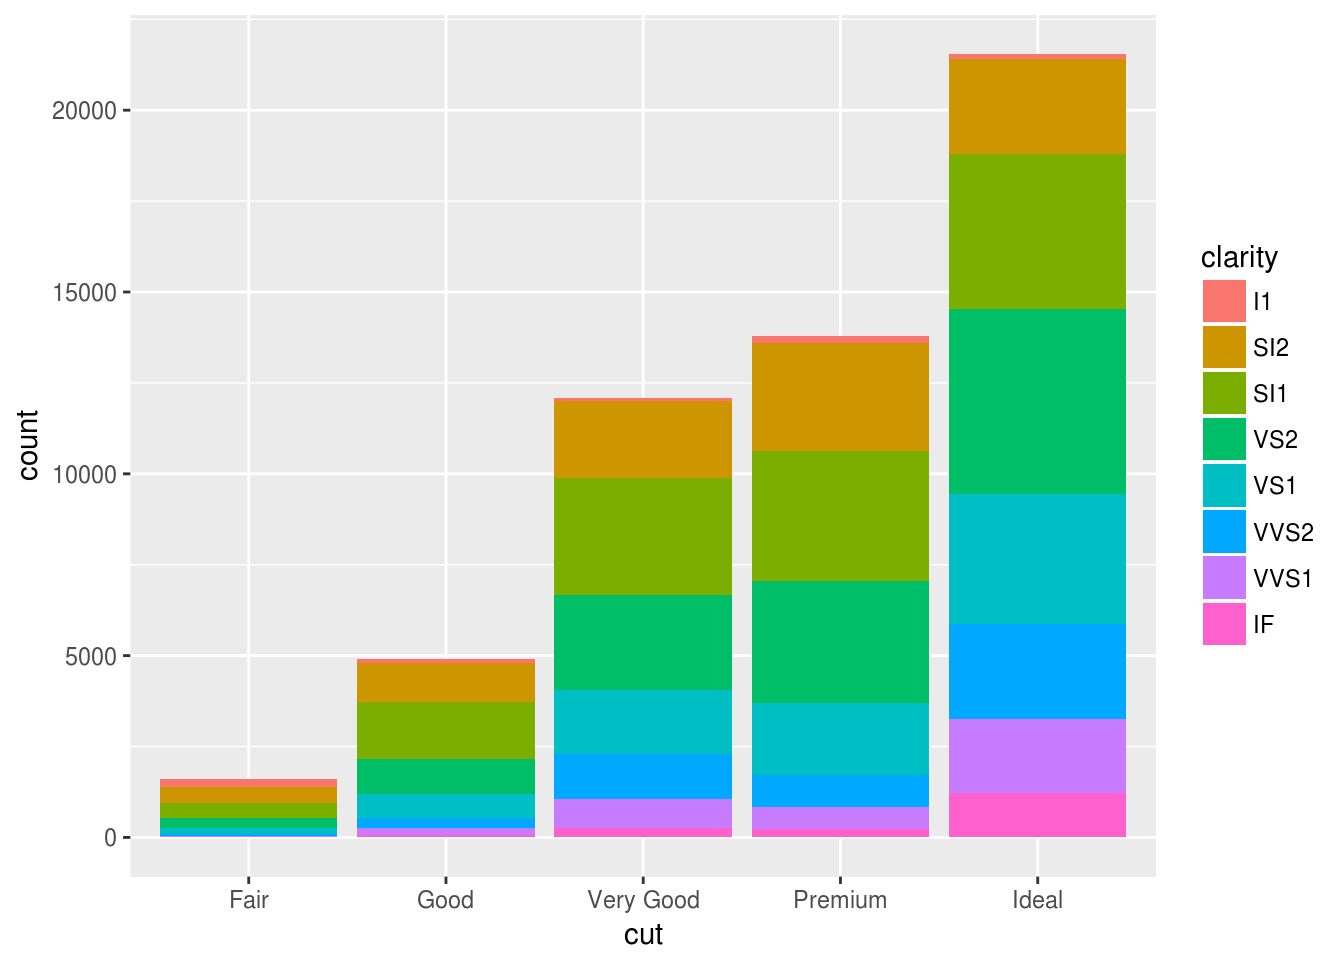 20000
15000
10000
5000
0
count
Fair
Good
Very Good
Premium
Ideal
cut
clarity
I1
SI2
SI1
VS2
VS1
VVS2
VVS1
IF